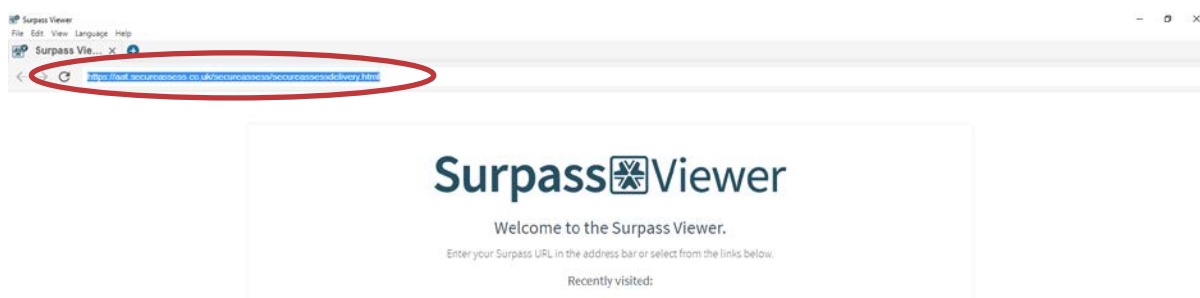 Surpass Viewer
File Edit View Language Help
Surpass Vie... ×
https://aat.secureassess.co.uk/secureassess/secureassessdelivery.html
Surpass Viewer
Welcome to the Surpass Viewer.
Enter your Surpass URL in the address bar or select from the links below.
Recently visited: